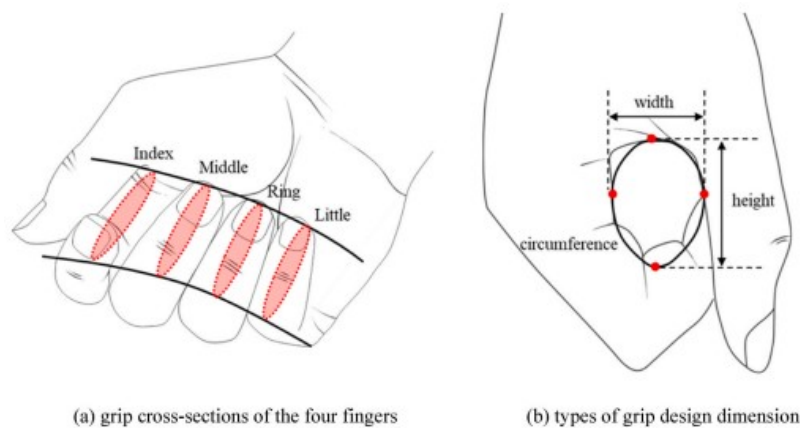 Index
Middle
Ring
Little
width
height
circumference
(a) grip cross-sections of the four fingers
(b) types of grip design dimension